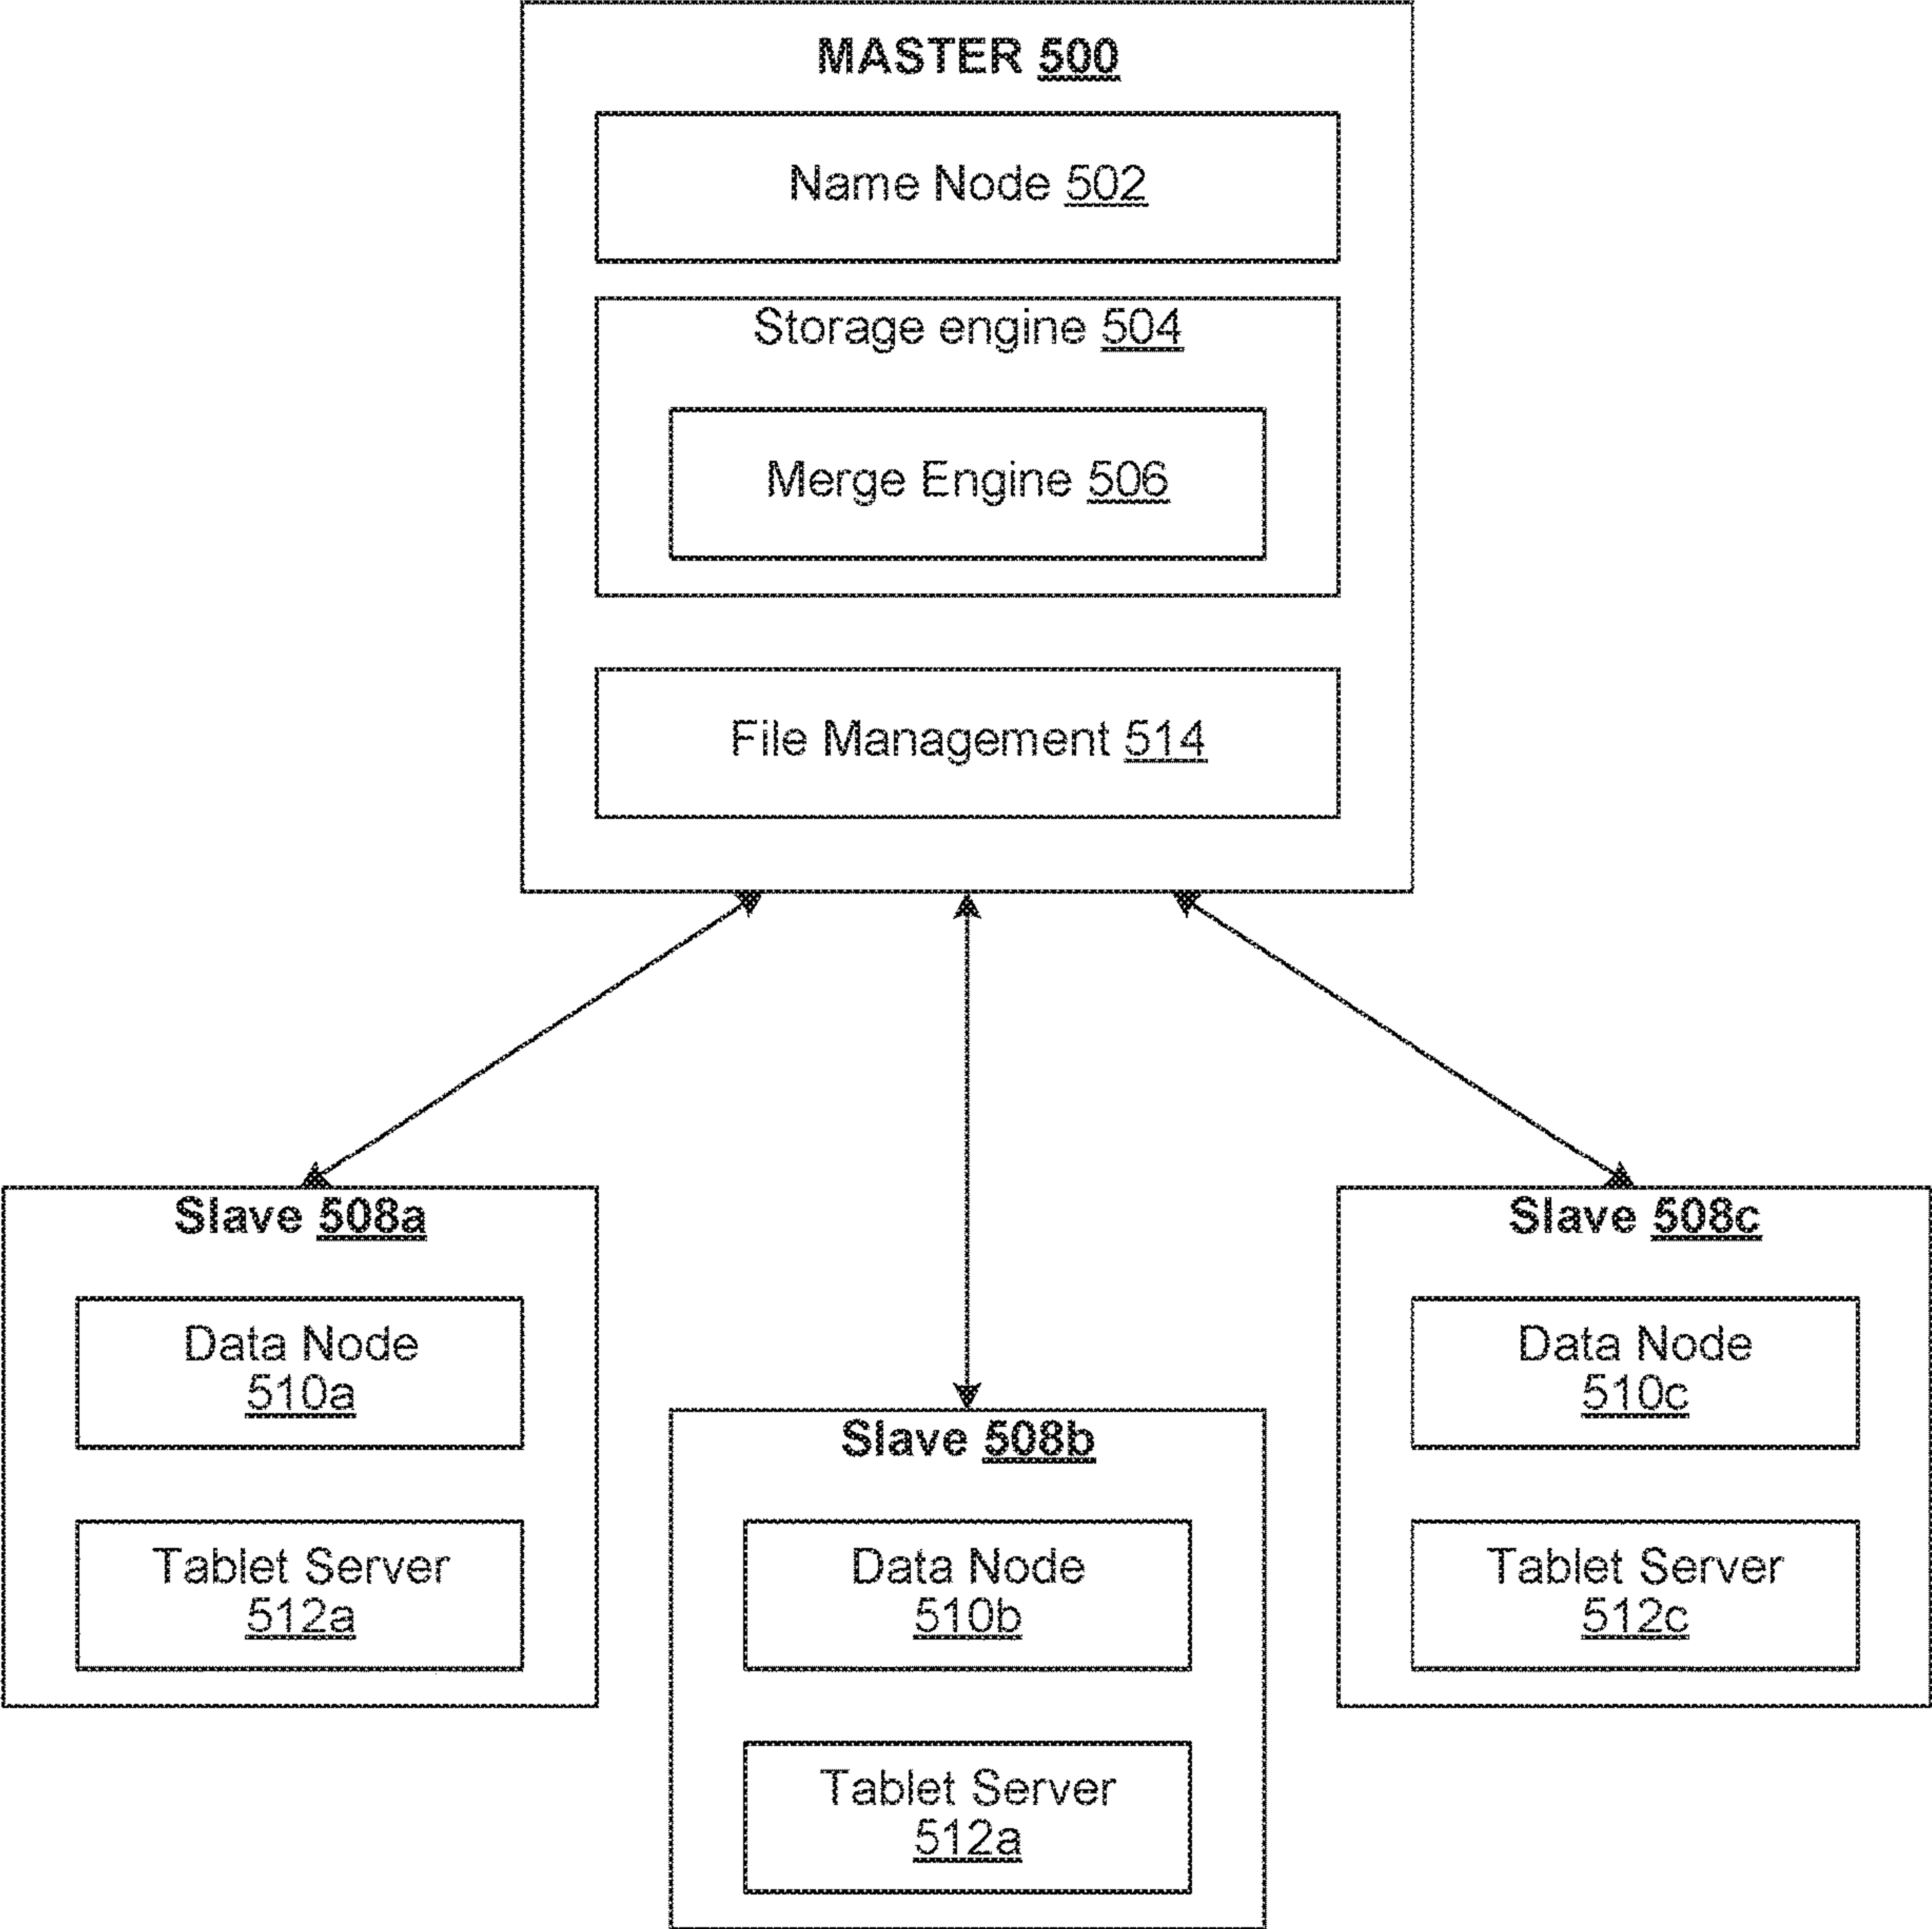 MASTER 500
Name Node 502
Storage engine 504
Merge Engine 506
File Management 514
Slave 508a
Data Node
510a
Tablet Server
512a
Slave 508b
Data Node
510b
Tablet Server
512a
Slave 508c
Data Node
510c
Tablet Server
512c